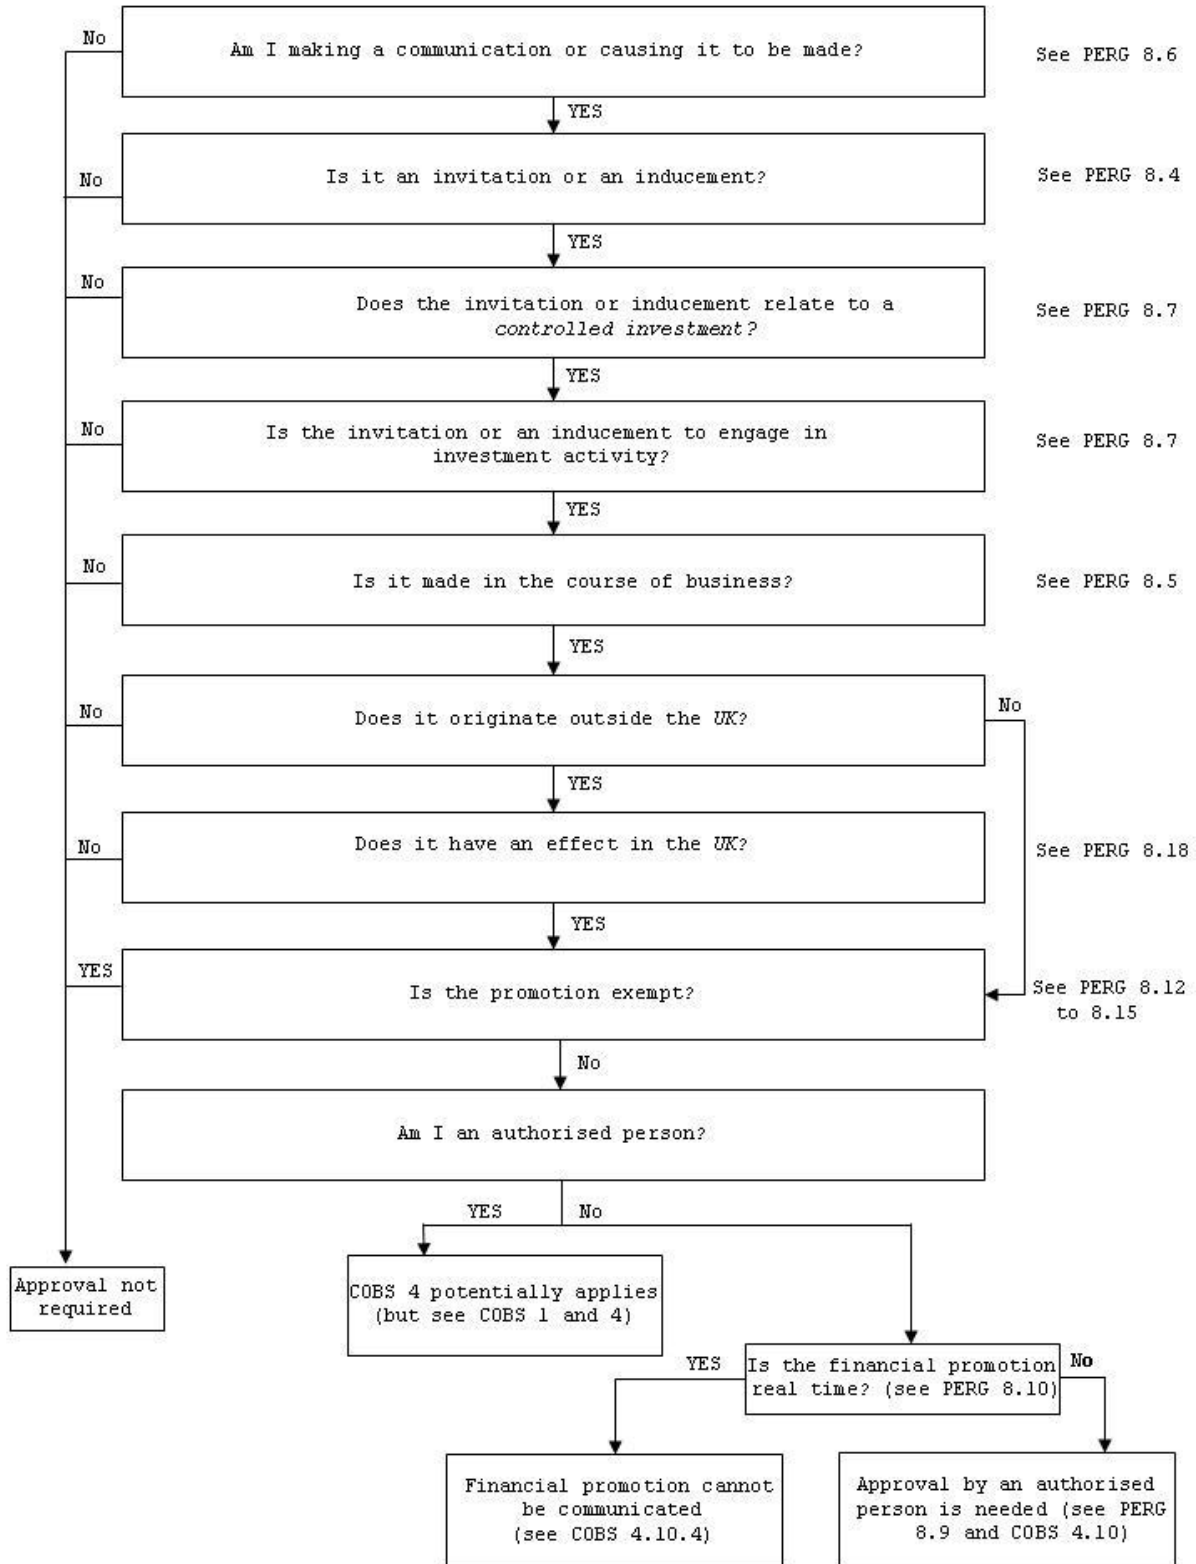 No
Am I making a communication or causing it to be made?
See PERG 8.6
YES
No
Is it an invitation or an inducement?
See PERG 8.4
YES
No
Does the invitation or inducement relate to a
controlled investment?
See PERG 8.7
YES
No
Is the invitation or an inducement to engage in
investment activity?
See PERG 8.7
YES
No
Is it made in the course of business?
See PERG 8.5
YES
No
Does it originate outside the UK?
No
YES
No
Does it have an effect in the UK?
See PERG 8.18
YES
YES
Is the promotion exempt?
See PERG 8.12
to 8.15
No
Am I an authorised person?
YES
No
Approval not
required
COBS 4 potentially applies
(but see COBS 1 and 4)
YES
Is the financial promotion
real time? (see PERG 8.10)
No
Financial promotion cannot
be communicated
(see COBS 4.10.4)
Approval by an authorised
person is needed (see PERG
8.9 and COBS 4.10)